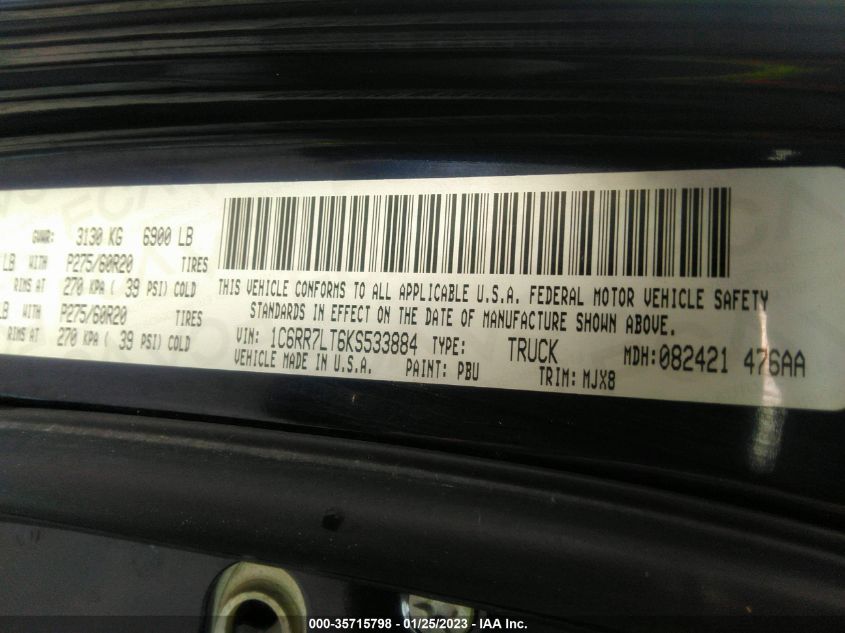 GVWR: 3130 KG 6900 LB
LB WITH P275/60R20 TIRES
RIMS AT 270 KPA ( 39 PSI) COLD
LB WITH P275/60R20 TIRES
RIMS AT 270 KPA ( 39 PSI) COLD
THIS VEHICLE CONFORMS TO ALL APPLICABLE U.S.A. FEDERAL MOTOR VEHICLE SAFETY
STANDARDS IN EFFECT ON THE DATE OF MANUFACTURE SHOWN ABOVE.
VIN: 1C6RR7LT6KS533884 TYPE: TRUCK MDH:082421 476AA
VEHICLE MADE IN U.S.A. PAINT: PBU TRIM: MJX8
000-35715798 - 01/25/2023 - IAA Inc.